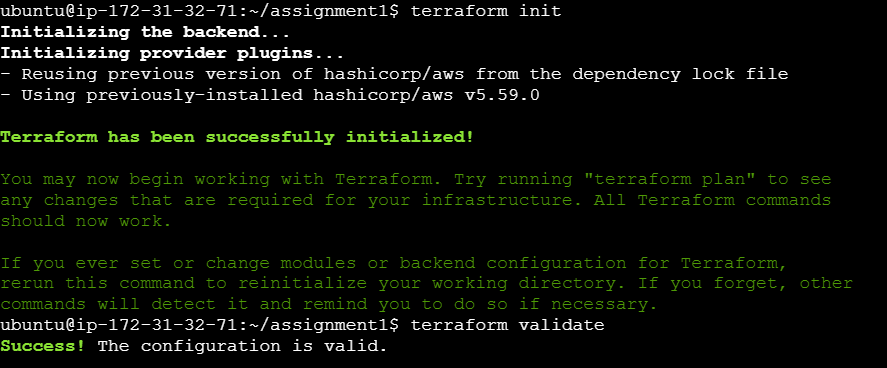 ubuntu@ip-172-31-32-71:~/assignment1$ terraform init
Initializing the backend...
Initializing provider plugins...
- Reusing previous version of hashicorp/aws from the dependency lock file
- Using previously-installed hashicorp/aws v5.59.0
Terraform has been successfully initialized!
You may now begin working with Terraform. Try running "terraform plan" to see
any changes that are required for your infrastructure. All Terraform commands
should now work.
If you ever set or change modules or backend configuration for Terraform,
rerun this command to reinitialize your working directory. If you forget, other
commands will detect it and remind you to do so if necessary.
ubuntu@ip-172-31-32-71:~/assignment1$ terraform validate
Success! The configuration is valid.